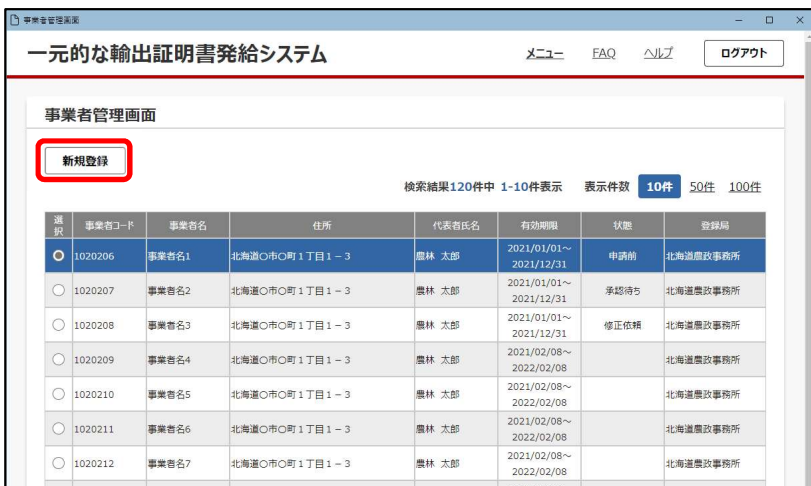 事業者管理画面
一元的な輸出証明書発給システム メニュー FAQ ヘルプ ログアウト
事業者管理画面
新規登録
検索結果120件中 1-10件表示 表示件数 10件 50件 100件
選択 事業者コード 事業者名 住所 代表者氏名 有効期限 状態 登録局
1020206 事業者名1 北海道○市○町1丁目1-3 農林 太郎 2021/01/01～2021/12/31 申請前 北海道農政事務所
1020207 事業者名2 北海道○市○町1丁目1-3 農林 太郎 2021/01/01～2021/12/31 承認待ち 北海道農政事務所
1020208 事業者名3 北海道○市○町1丁目1-3 農林 太郎 2021/01/01～2021/12/31 修正依頼 北海道農政事務所
1020209 事業者名4 北海道○市○町1丁目1-3 農林 太郎 2021/02/08～2022/02/08 北海道農政事務所
1020210 事業者名5 北海道○市○町1丁目1-3 農林 太郎 2021/02/08～2022/02/08 北海道農政事務所
1020211 事業者名6 北海道○市○町1丁目1-3 農林 太郎 2021/02/08～2022/02/08 北海道農政事務所
1020212 事業者名7 北海道○市○町1丁目1-3 農林 太郎 2021/02/08～2022/02/08 北海道農政事務所